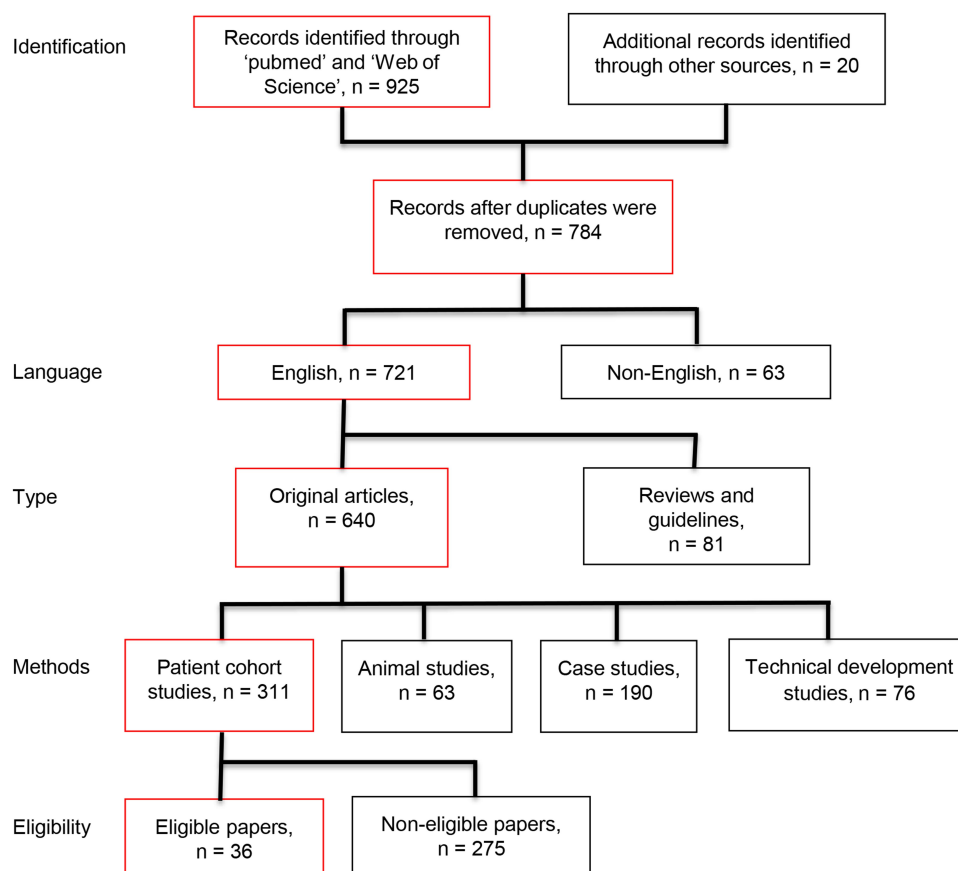 Identification
Records identified through
‘pubmed’ and ‘Web of
Science’, n = 925
Additional records identified
through other sources, n = 20
Records after duplicates were
removed, n = 784
Language
English, n = 721
Non-English, n = 63
Type
Original articles,
n = 640
Reviews and
guidelines,
n = 81
Methods
Patient cohort
studies, n = 311
Animal studies,
n = 63
Case studies,
n = 190
Technical development
studies, n = 76
Eligibility
Eligible papers,
n = 36
Non-eligible papers,
n = 275